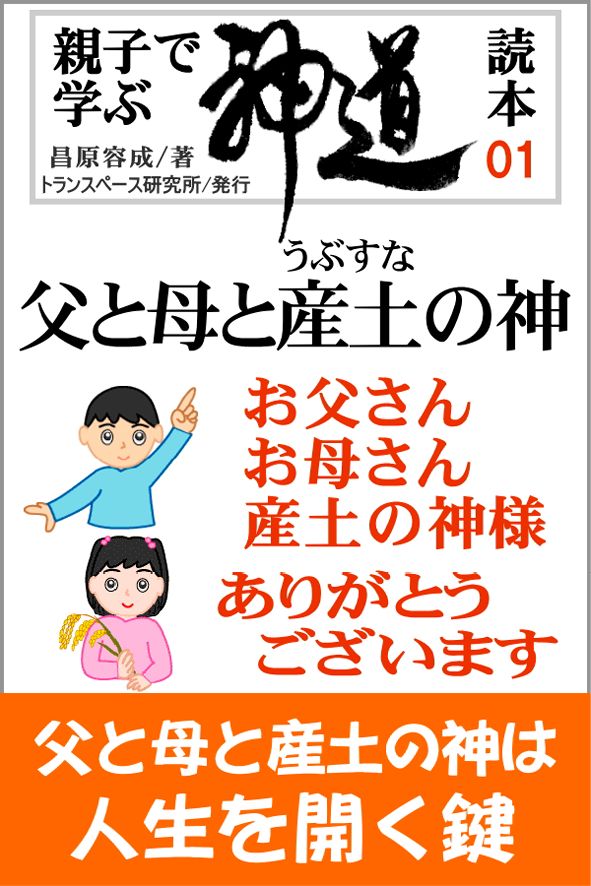 親子で
学ぶ
神道
読本
01
昌原容成/著
トランスペース研究所/発行
うぶすな
父と母と産土の神
お父さん
お母さん
産土の神様
ありがとう
ございます
父と母と産土の神は
人生を開く鍵